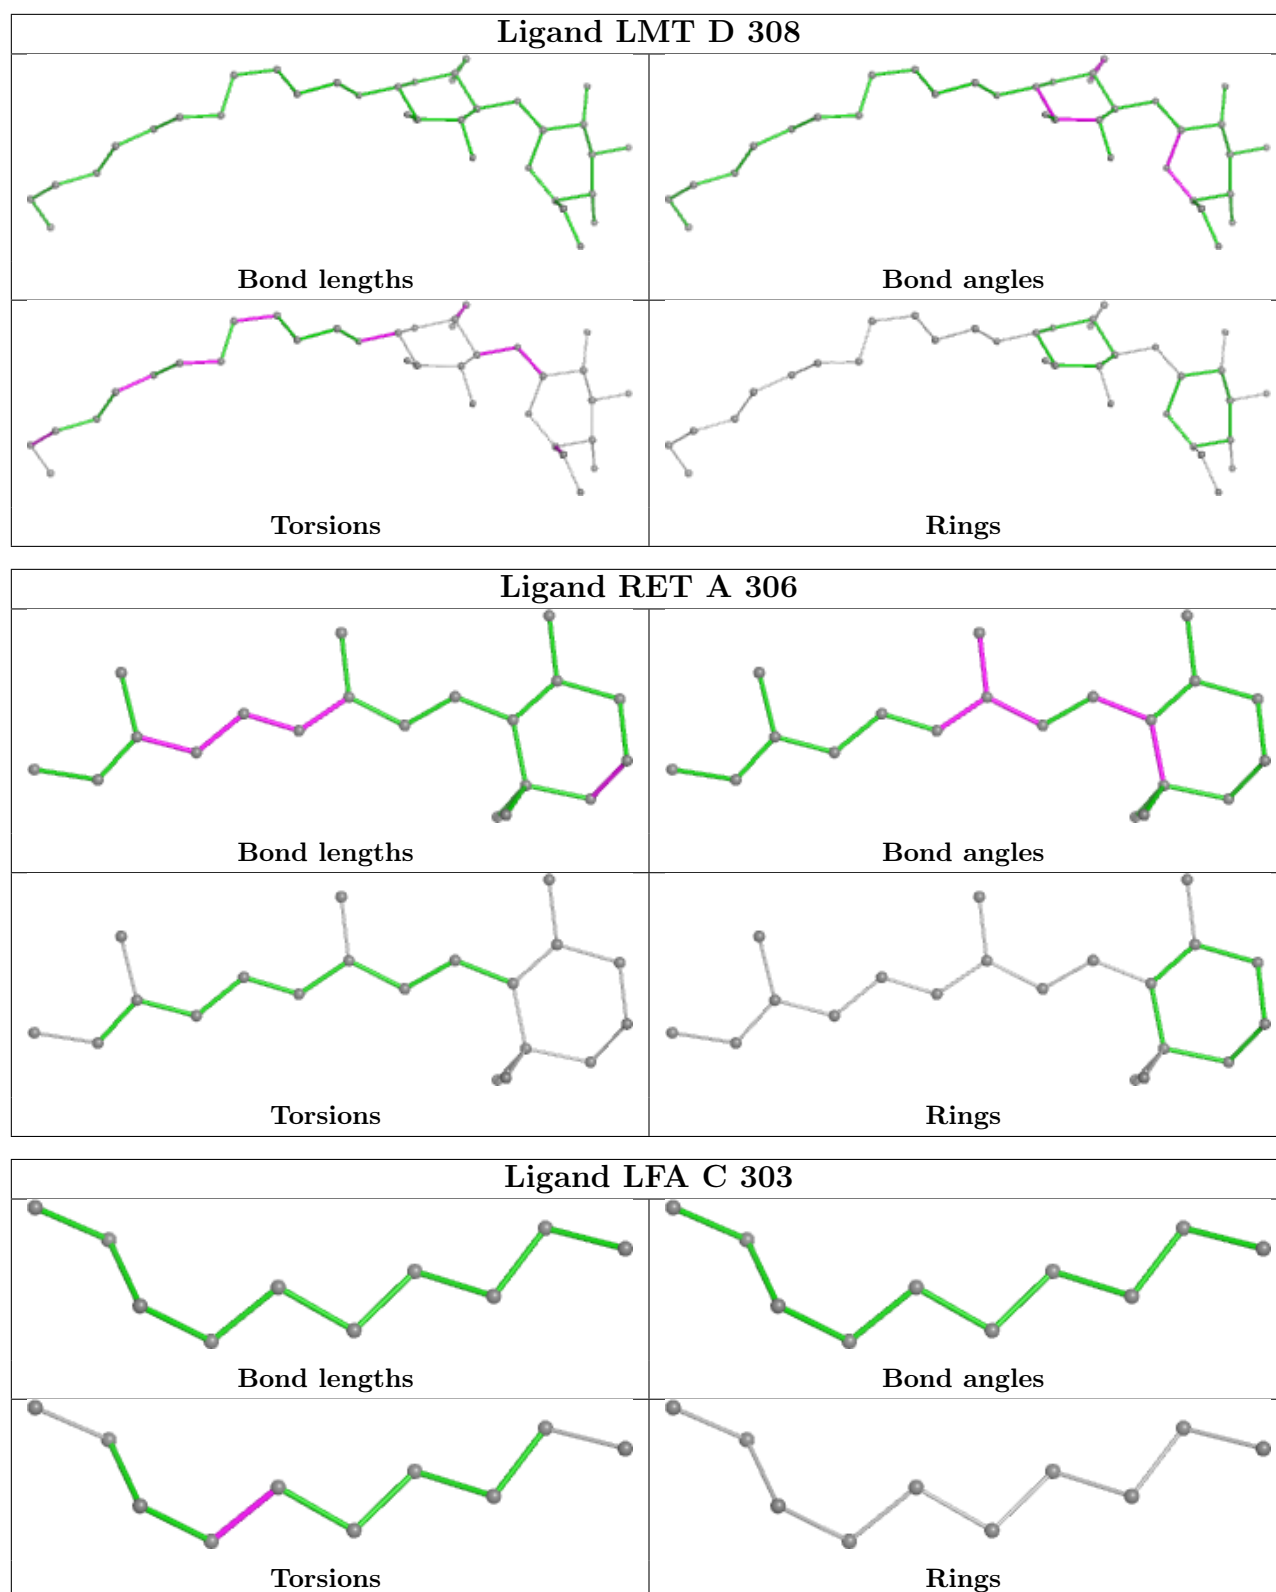 Ligand LMT D 308
Bond lengths
Bond angles
Torsions
Rings
Ligand RET A 306
Bond lengths
Bond angles
Torsions
Rings
Ligand LFA C 303
Bond lengths
Bond angles
Torsions
Rings